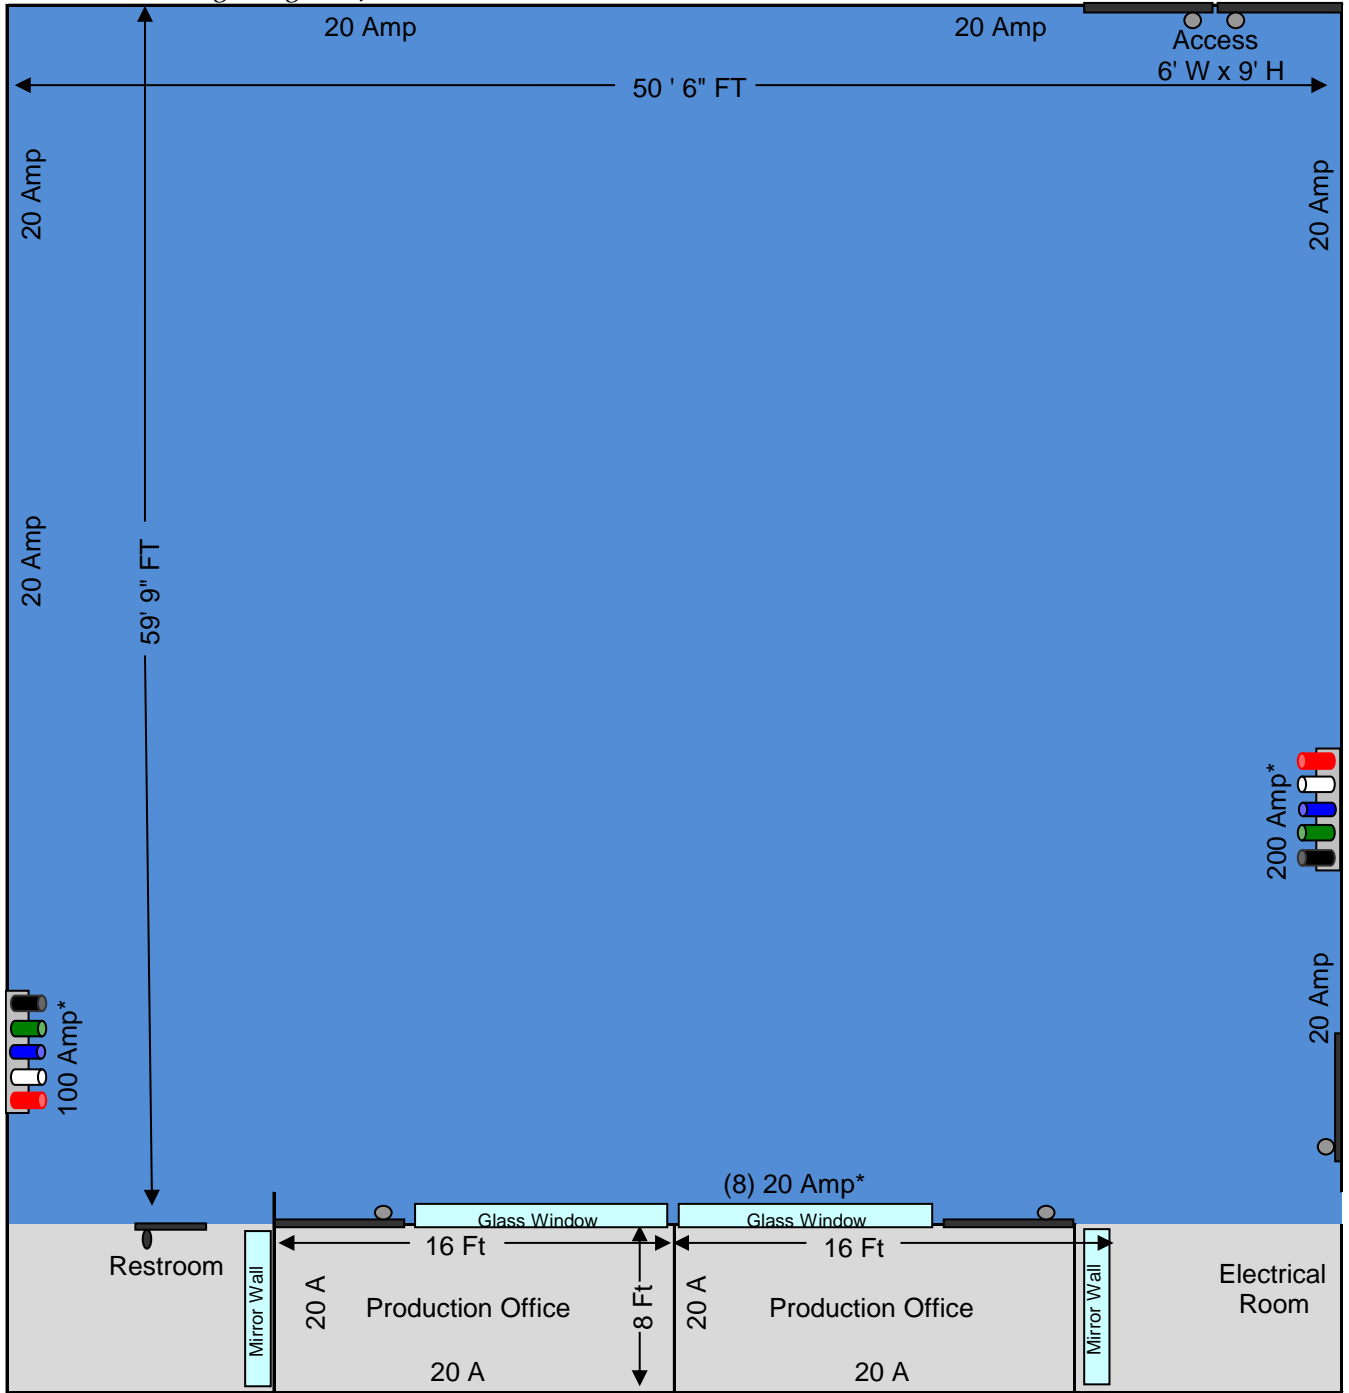 20 Amp
20 Amp
Access
6' W x 9' H
50 ' 6" FT
20 Amp
20 Amp
20 Amp
59' 9" FT
200 Amp*
20 Amp
100 Amp*
(8) 20 Amp*
Glass Window
Glass Window
16 Ft
16 Ft
Restroom
Mirror Wall
20 A
Production Office
8 Ft
20 A
Production Office
Mirror Wall
Electrical
Room
20 A
20 A